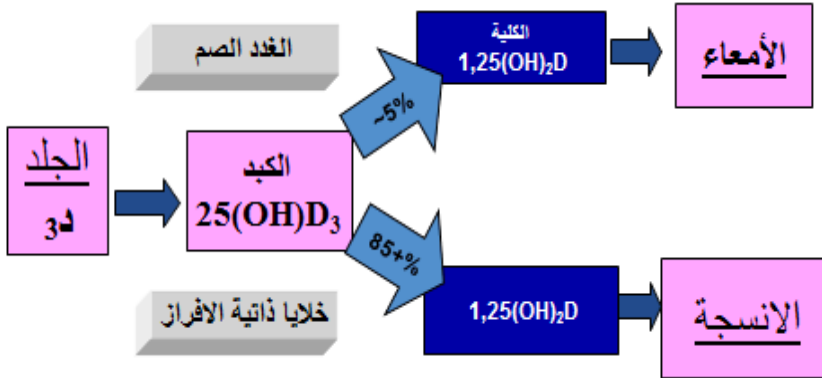 الغدد الصم
الكلية
1,25(OH)₂D
الأمعاء
~5%
الجلد
د3
الكبد
25(OH)D₃
85+%
خلايا ذاتية الافراز
1,25(OH)₂D
الانسجة